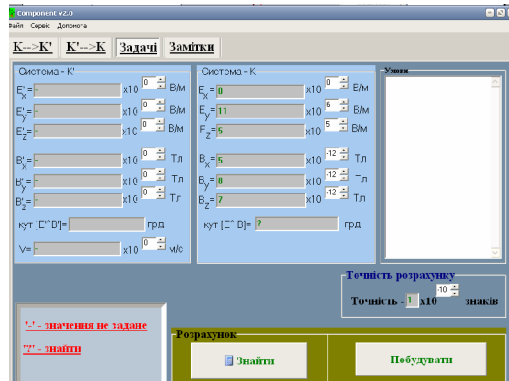 Component v2.0
Файл Сервіс Допомога
K-->K' K'-->K Задачі Замітки
Система - K'
E'x= - x10 0 В/м
E'y= - x10 0 В/м
E'z= - x10 0 В/м
B'x= - x10 0 Тл
B'y= - x10 0 Тл
B'z= - x10 0 Тл
кут [E'^B']= грд
V= - x10 0 м/с
Система - K
Ex= 0 x10 0 В/м
Ey= 11 x10 6 В/м
Ez= 5 x10 5 В/м
Bx= 5 x10 -12 Тл
By= 0 x10 -12 Тл
Bz= 7 x10 -12 Тл
кут [E^B]= ? грд
Умови
Точність розрахунку
Точність - 1 x10 -10 знаків
'-' - значення не задане
'?' - знайти
Розрахунок
Знайти
Побудувати